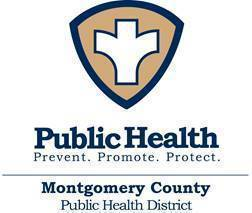 Public Health
Prevent. Promote. Protect.
Montgomery County
Public Health District